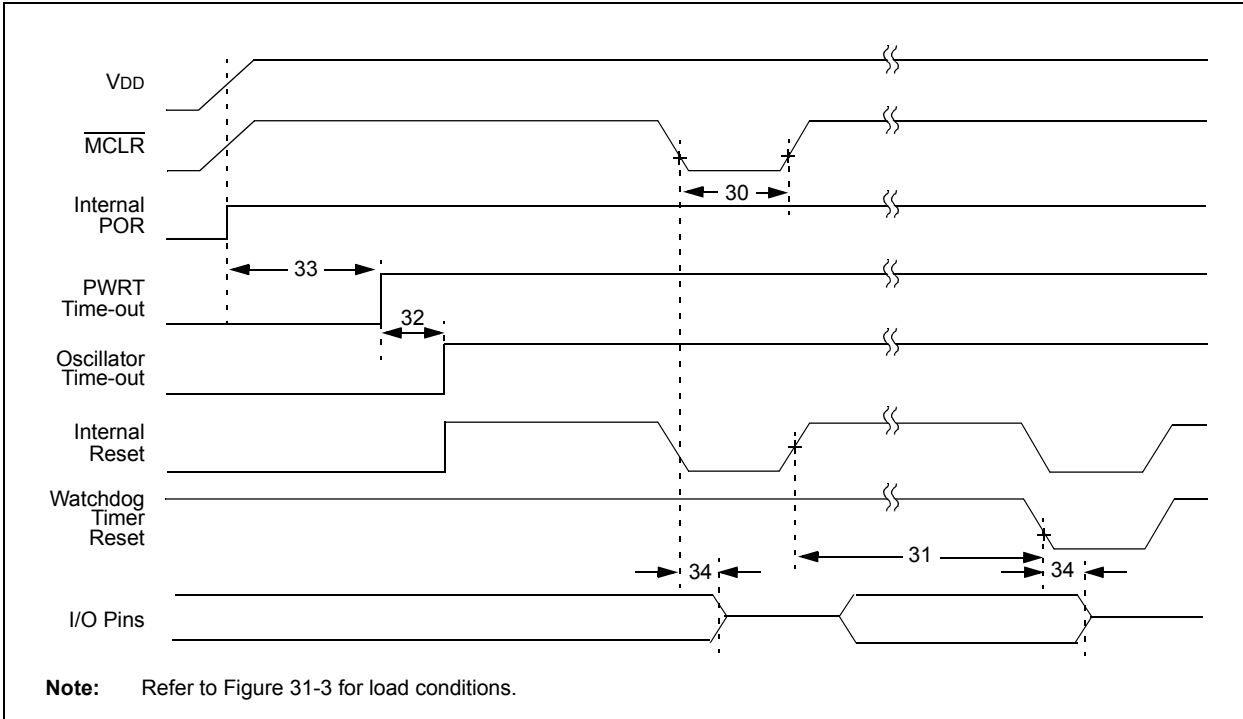 VDD
MCLR
30
Internal
POR
33
PWRT
Time-out
32
Oscillator
Time-out
Internal
Reset
Watchdog
Timer
Reset
31
34
34
I/O Pins
Note: Refer to Figure 31-3 for load conditions.